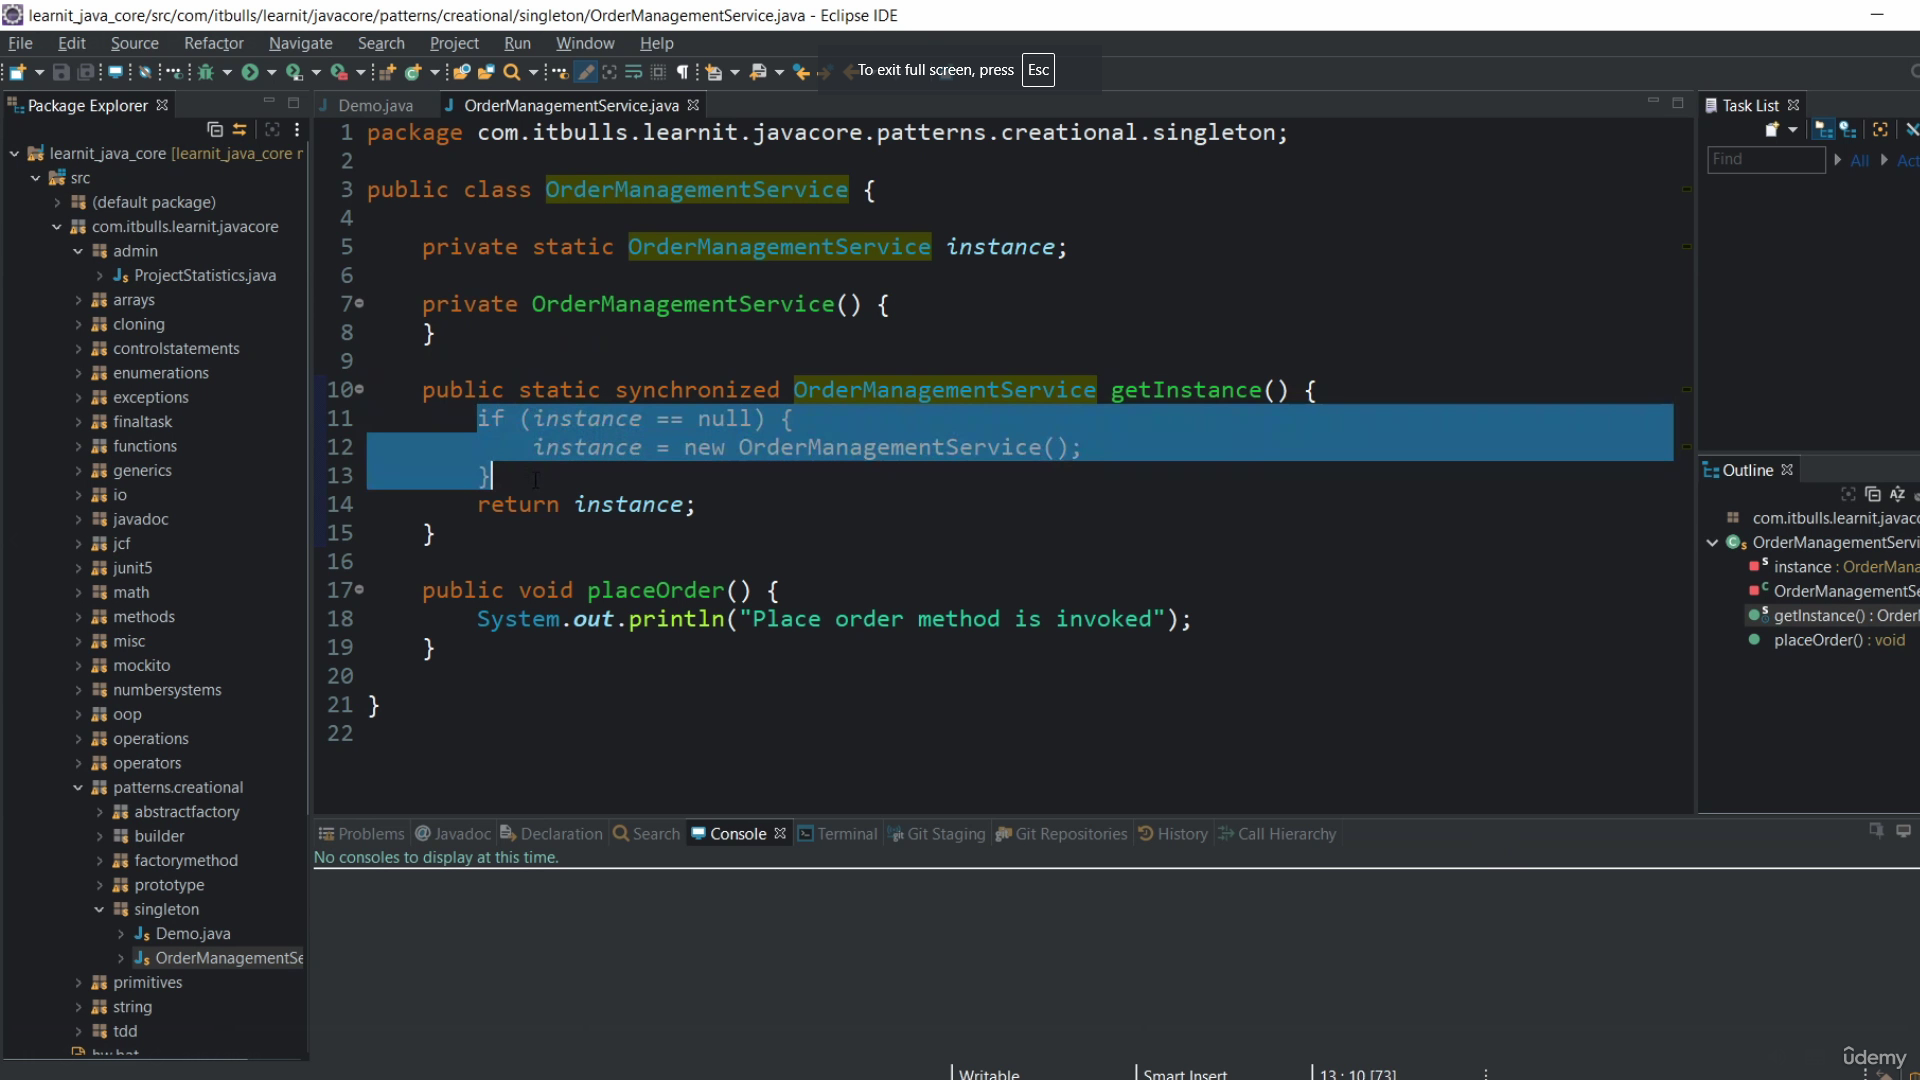 learnit_java_core/src/com/itbulls/learnit/javacore/patterns/creational/singleton/OrderManagementService.java - Eclipse IDE
File Edit Source Refactor Navigate Search Project Run Window Help
To exit full screen, press Esc
Package Explorer
Demo.java
OrderManagementService.java
Task List
Find
All
Act
learnit_java_core [learnit_java_core r
src
(default package)
com.itbulls.learnit.javacore
admin
ProjectStatistics.java
arrays
cloning
controlstatements
enumerations
exceptions
finaltask
functions
generics
io
javadoc
jcf
junit5
math
methods
misc
mockito
numbersystems
oop
operations
operators
patterns.creational
abstractfactory
builder
factorymethod
prototype
singleton
Demo.java
OrderManagementSe
primitives
string
tdd
1 package com.itbulls.learnit.javacore.patterns.creational.singleton;
2
3 public class OrderManagementService {
4
5 private static OrderManagementService instance;
6
7 private OrderManagementService() {
8 }
9
10 public static synchronized OrderManagementService getInstance() {
11 if (instance == null) {
12 instance = new OrderManagementService();
13 }
14 return instance;
15 }
16
17 public void placeOrder() {
18 System.out.println("Place order method is invoked");
19 }
20
21 }
22
Outline
com.itbulls.learnit.javaco
OrderManagementServi
instance : OrderMana
OrderManagementSe
getInstance() : OrderI
placeOrder() : void
Problems Javadoc Declaration Search Console Terminal Git Staging Git Repositories History Call Hierarchy
No consoles to display at this time.
Writable
Smart Insert
13 : 10 [73]
ûdemy